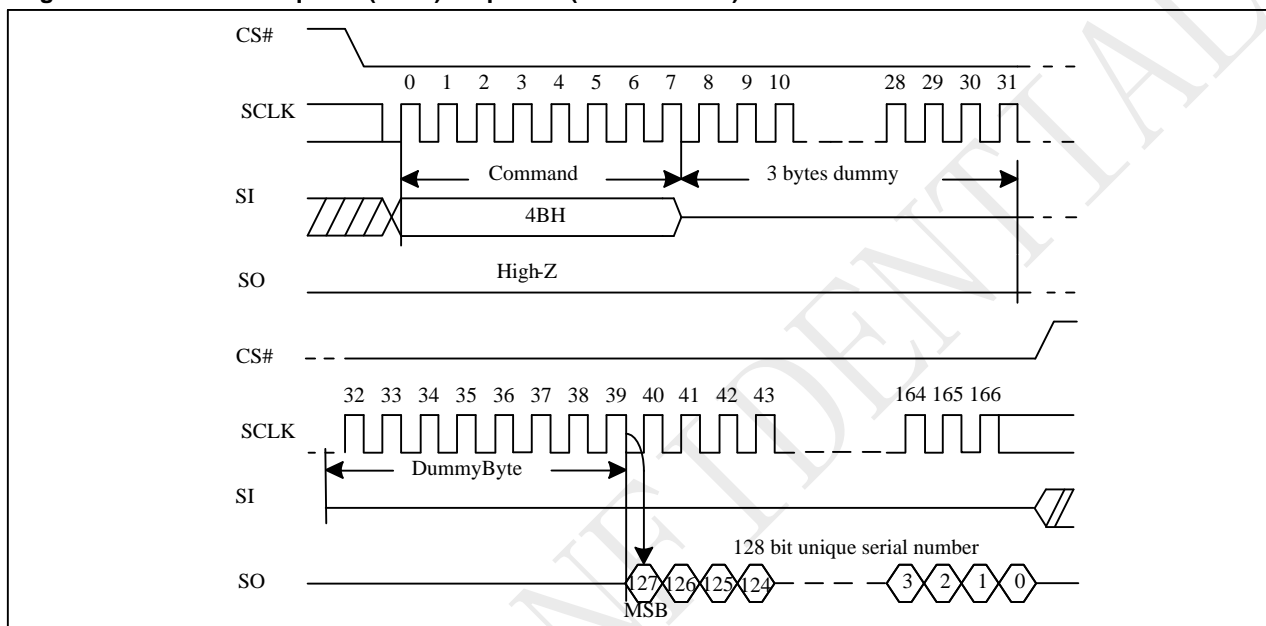 CS#
0 1 2 3 4 5 6 7 8 9 10 28 29 30 31
SCLK
Command 3 bytes dummy
SI
4BH
High-Z
SO
CS#
32 33 34 35 36 37 38 39 40 41 42 43 164 165 166
SCLK
DummyByte
SI
128 bit unique serial number
SO 127 126 125 124 3 2 1 0
MSB